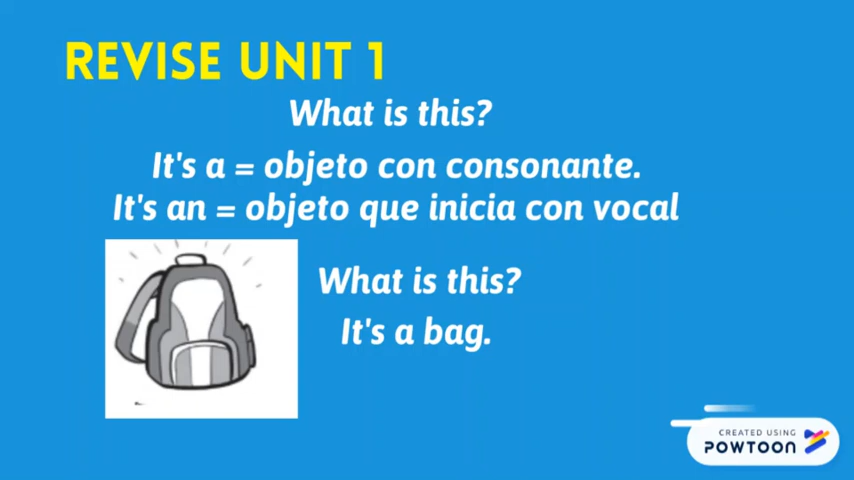 REVISE UNIT 1
What is this?
It's a = objeto con consonante.
It's an = objeto que inicia con vocal
What is this?
It's a bag.
CREATED USING
POWTOON